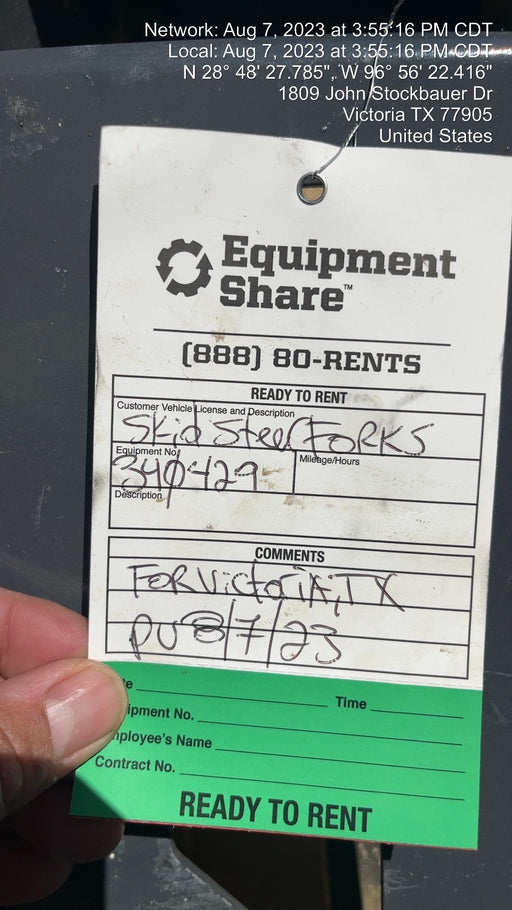 Network: Aug 7, 2023 at 3:55:16 PM CDT
Local: Aug 7, 2023 at 3:55:16 PM CDT
N 28° 48' 27.785", W 96° 56' 22.416"
1809 John Stockbauer Dr
Victoria TX 77905
United States
Equipment
Share™
(888) 80-RENTS
READY TO RENT
Customer Vehicle License and Description
Skid Steer FORKS
Equipment No. Mileage/Hours
340429
Description
COMMENTS
FOR VictoriA, TX
PU 8/7/23
Time
No.
Name
Contract No.
READY TO RENT